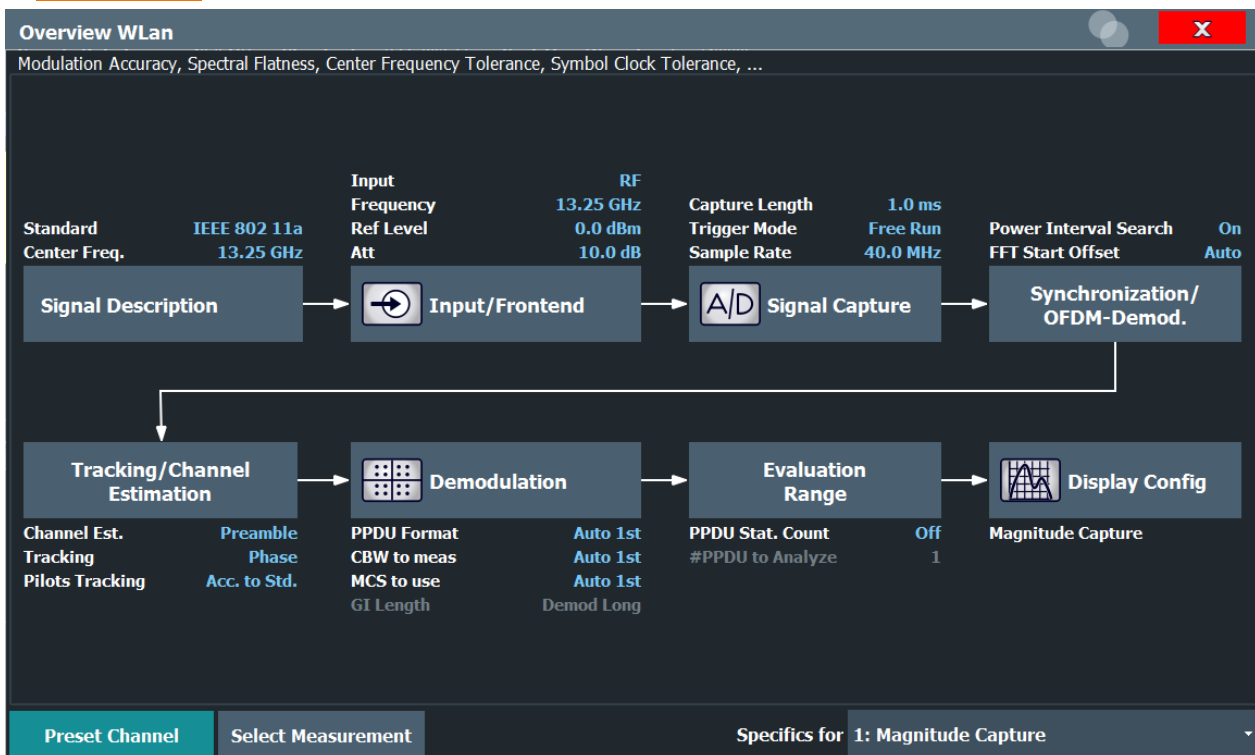 Overview WLan
X
Modulation Accuracy, Spectral Flatness, Center Frequency Tolerance, Symbol Clock Tolerance, ...
Standard IEEE 802 11a
Center Freq. 13.25 GHz
Signal Description
Input RF
Frequency 13.25 GHz
Ref Level 0.0 dBm
Att 10.0 dB
Input/Frontend
Capture Length 1.0 ms
Trigger Mode Free Run
Sample Rate 40.0 MHz
A/D Signal Capture
Power Interval Search On
FFT Start Offset Auto
Synchronization/
OFDM-Demod.
Tracking/Channel
Estimation
Channel Est. Preamble
Tracking Phase
Pilots Tracking Acc. to Std.
Demodulation
PPDU Format Auto 1st
CBW to meas Auto 1st
MCS to use Auto 1st
GI Length Demod Long
Evaluation
Range
PPDU Stat. Count Off
#PPDU to Analyze 1
Display Config
Magnitude Capture
Preset Channel
Select Measurement
Specifics for 1: Magnitude Capture